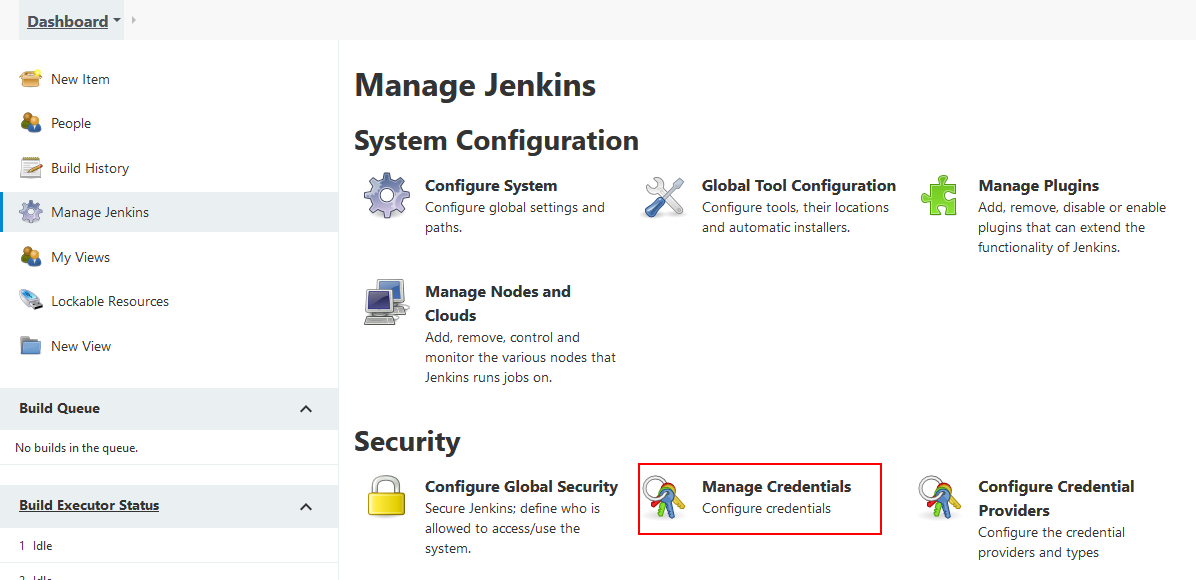 Dashboard
New Item
People
Build History
Manage Jenkins
My Views
Lockable Resources
New View
Build Queue
No builds in the queue.
Build Executor Status
1 Idle
2 Idle
Manage Jenkins
System Configuration
Configure System
Configure global settings and
paths.
Global Tool Configuration
Configure tools, their locations
and automatic installers.
Manage Plugins
Add, remove, disable or enable
plugins that can extend the
functionality of Jenkins.
Manage Nodes and
Clouds
Add, remove, control and
monitor the various nodes that
Jenkins runs jobs on.
Security
Configure Global Security
Secure Jenkins; define who is
allowed to access/use the
system.
Manage Credentials
Configure credentials
Configure Credential
Providers
Configure the credential
providers and types